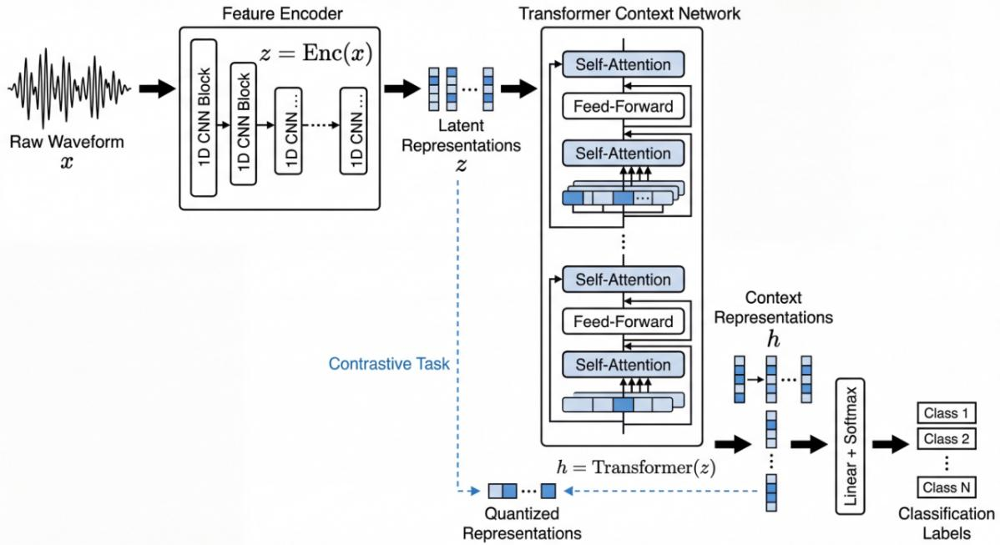 Feature Encoder
Transformer Context Network
z = Enc(x)
1D CNN Block
1D CNN Block
1D CNN ...
1D CNN ...
Raw Waveform
x
Latent
Representations
z
Self-Attention
Feed-Forward
Self-Attention
...
Self-Attention
Feed-Forward
Self-Attention
Contrastive Task
Context
Representations
h
h = Transformer(z)
Linear + Softmax
Class 1
Class 2
Class N
Classification
Labels
Quantized
Representations